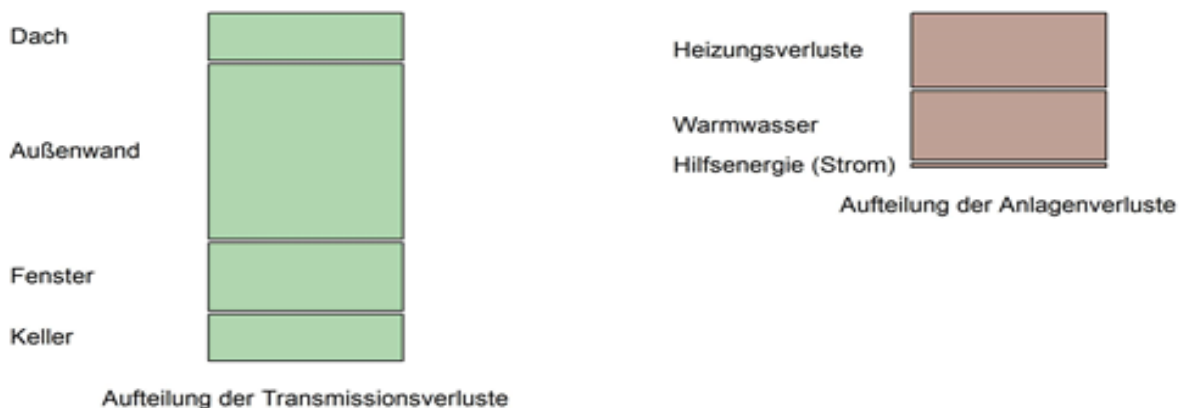 Dach
Außenwand
Fenster
Keller
Aufteilung der Transmissionsverluste
Heizungsverluste
Warmwasser
Hilfsenergie (Strom)
Aufteilung der Anlagenverluste